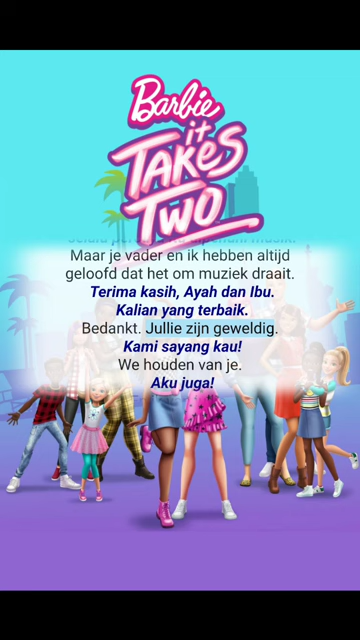 Barbie
it
TAKES
TWO
Maar je vader en ik hebben altijd
geloofd dat het om muziek draait.
Terima kasih, Ayah dan Ibu.
Kalian yang terbaik.
Bedankt. Jullie zijn geweldig.
Kami sayang kau!
We houden van je.
Aku juga!